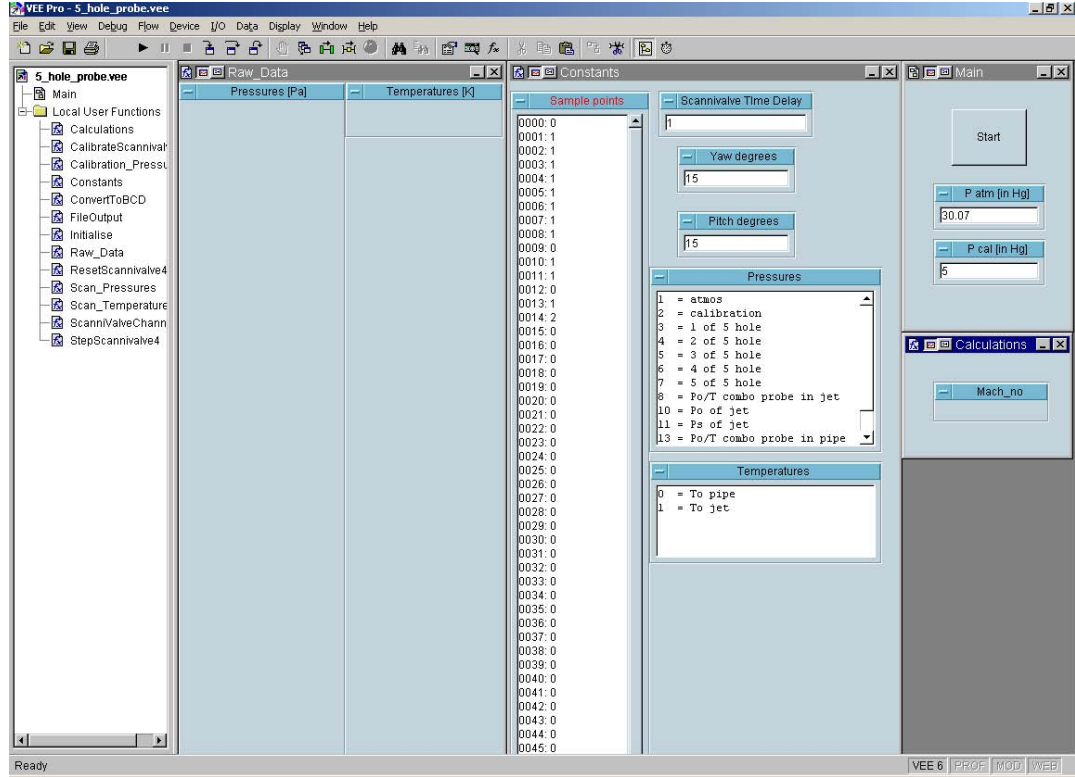 VEE Pro - 5_hole_probe.vee
File Edit View Debug Flow Device I/O Data Display Window Help
5_hole_probe.vee
Main
Local User Functions
Calculations
CalibrateScannivalv
Calibration_Pressu
Constants
ConvertToBCD
FileOutput
Initialise
Raw_Data
ResetScannivalve4
Scan_Pressures
Scan_Temperature
ScanniValveChann
StepScannivalve4
Raw_Data
Pressures [Pa]
Temperatures [K]
Constants
Sample points
0000: 0
0001: 1
0002: 1
0003: 1
0004: 1
0005: 1
0006: 1
0007: 1
0008: 1
0009: 0
0010: 1
0011: 1
0012: 0
0013: 1
0014: 2
0015: 0
0016: 0
0017: 0
0018: 0
0019: 0
0020: 0
0021: 0
0022: 0
0023: 0
0024: 0
0025: 0
0026: 0
0027: 0
0028: 0
0029: 0
0030: 0
0031: 0
0032: 0
0033: 0
0034: 0
0035: 0
0036: 0
0037: 0
0038: 0
0039: 0
0040: 0
0041: 0
0042: 0
0043: 0
0044: 0
0045: 0
Scannivalve TIme Delay
1
Yaw degrees
15
Pitch degrees
15
Pressures
1 = atmos
2 = calibration
3 = 1 of 5 hole
4 = 2 of 5 hole
5 = 3 of 5 hole
6 = 4 of 5 hole
7 = 5 of 5 hole
8 = Po/T combo probe in jet
10 = Po of jet
11 = Ps of jet
13 = Po/T combo probe in pipe
Temperatures
0 = To pipe
1 = To jet
Main
Start
P atm [in Hg]
30.07
P cal [in Hg]
5
Calculations
Mach_no
Ready
VEE 6 PROF MOD WEB